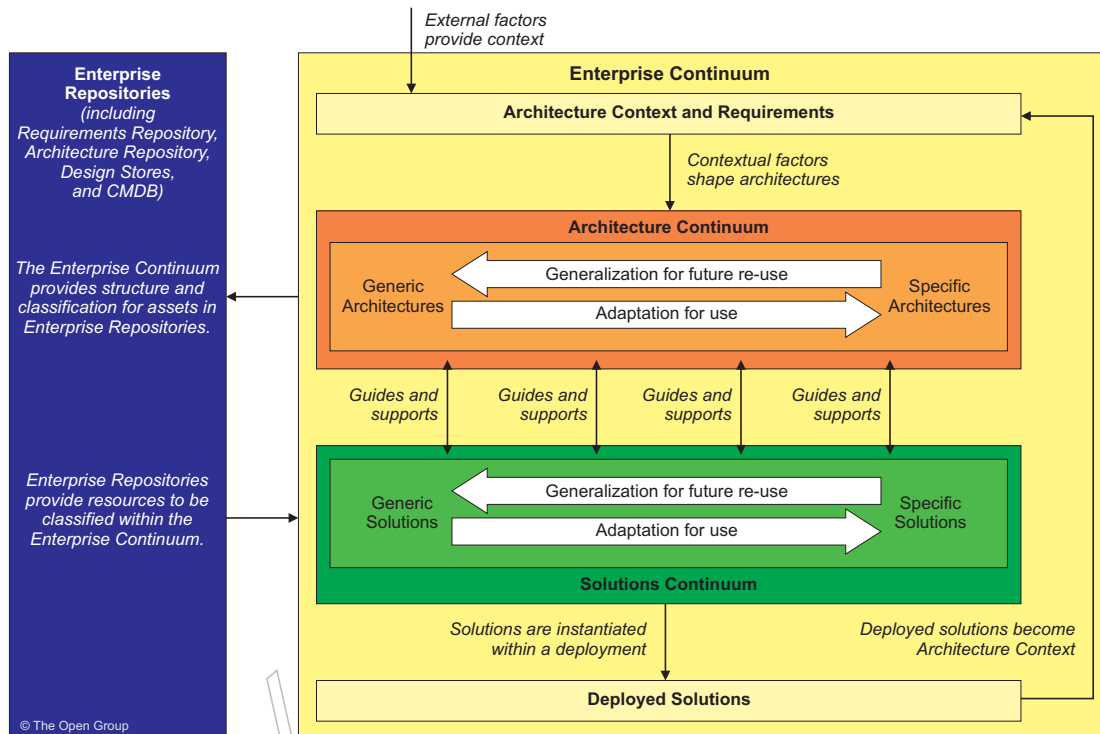 External factors
provide context
Enterprise
Repositories
(including
Requirements Repository,
Architecture Repository,
Design Stores,
and CMDB)
The Enterprise Continuum
provides structure and
classification for assets in
Enterprise Repositories.
Enterprise Repositories
provide resources to be
classified within the
Enterprise Continuum.
© The Open Group
Enterprise Continuum
Architecture Context and Requirements
Contextual factors
shape architectures
Architecture Continuum
Generic
Architectures
Generalization for future re-use
Adaptation for use
Specific
Architectures
Guides and
supports
Guides and
supports
Guides and
supports
Guides and
supports
Generic
Solutions
Generalization for future re-use
Adaptation for use
Specific
Solutions
Solutions Continuum
Solutions are instantiated
within a deployment
Deployed solutions become
Architecture Context
Deployed Solutions